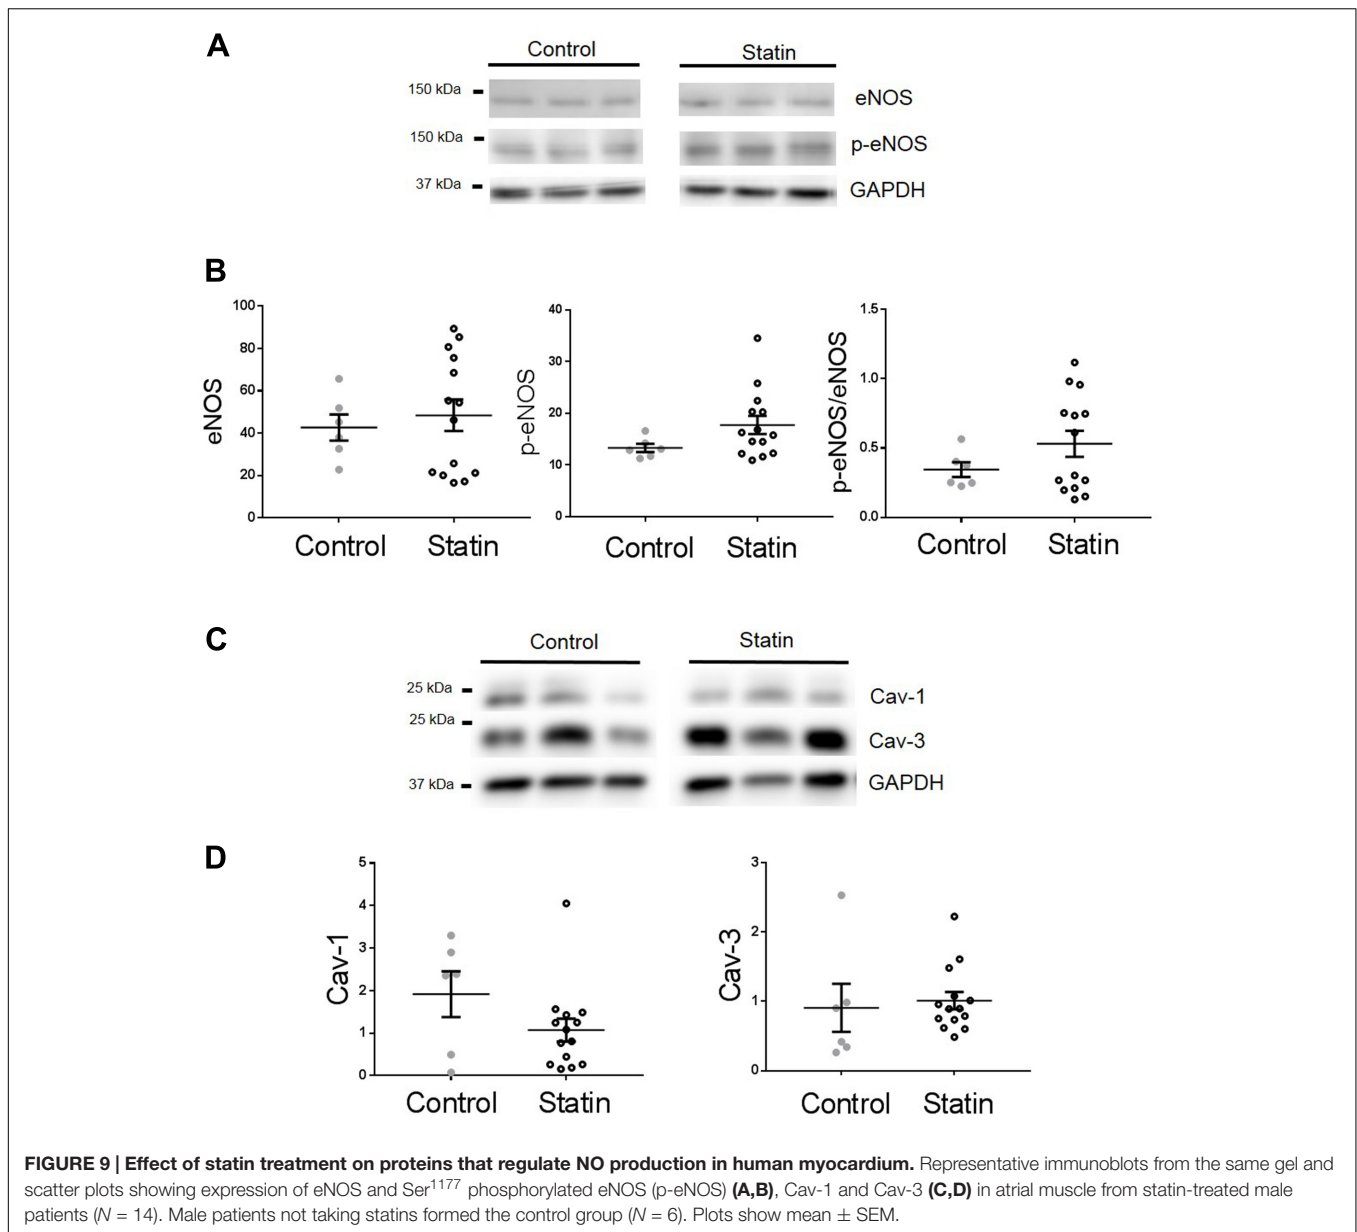 A
Control Statin
150 kDa eNOS
150 kDa p-eNOS
37 kDa GAPDH
B
100
80
60
40
20
0
eNOS
Control Statin
40
30
20
10
0
p-eNOS
Control Statin
1.5
1.0
0.5
0.0
p-eNOS/eNOS
Control Statin
C
Control Statin
25 kDa Cav-1
25 kDa Cav-3
37 kDa GAPDH
D
5
4
3
2
1
0
Cav-1
Control Statin
3
2
1
0
Cav-3
Control Statin
FIGURE 9 | Effect of statin treatment on proteins that regulate NO production in human myocardium. Representative immunoblots from the same gel and
scatter plots showing expression of eNOS and Ser1177 phosphorylated eNOS (p-eNOS) (A,B), Cav-1 and Cav-3 (C,D) in atrial muscle from statin-treated male
patients (N = 14). Male patients not taking statins formed the control group (N = 6). Plots show mean ± SEM.